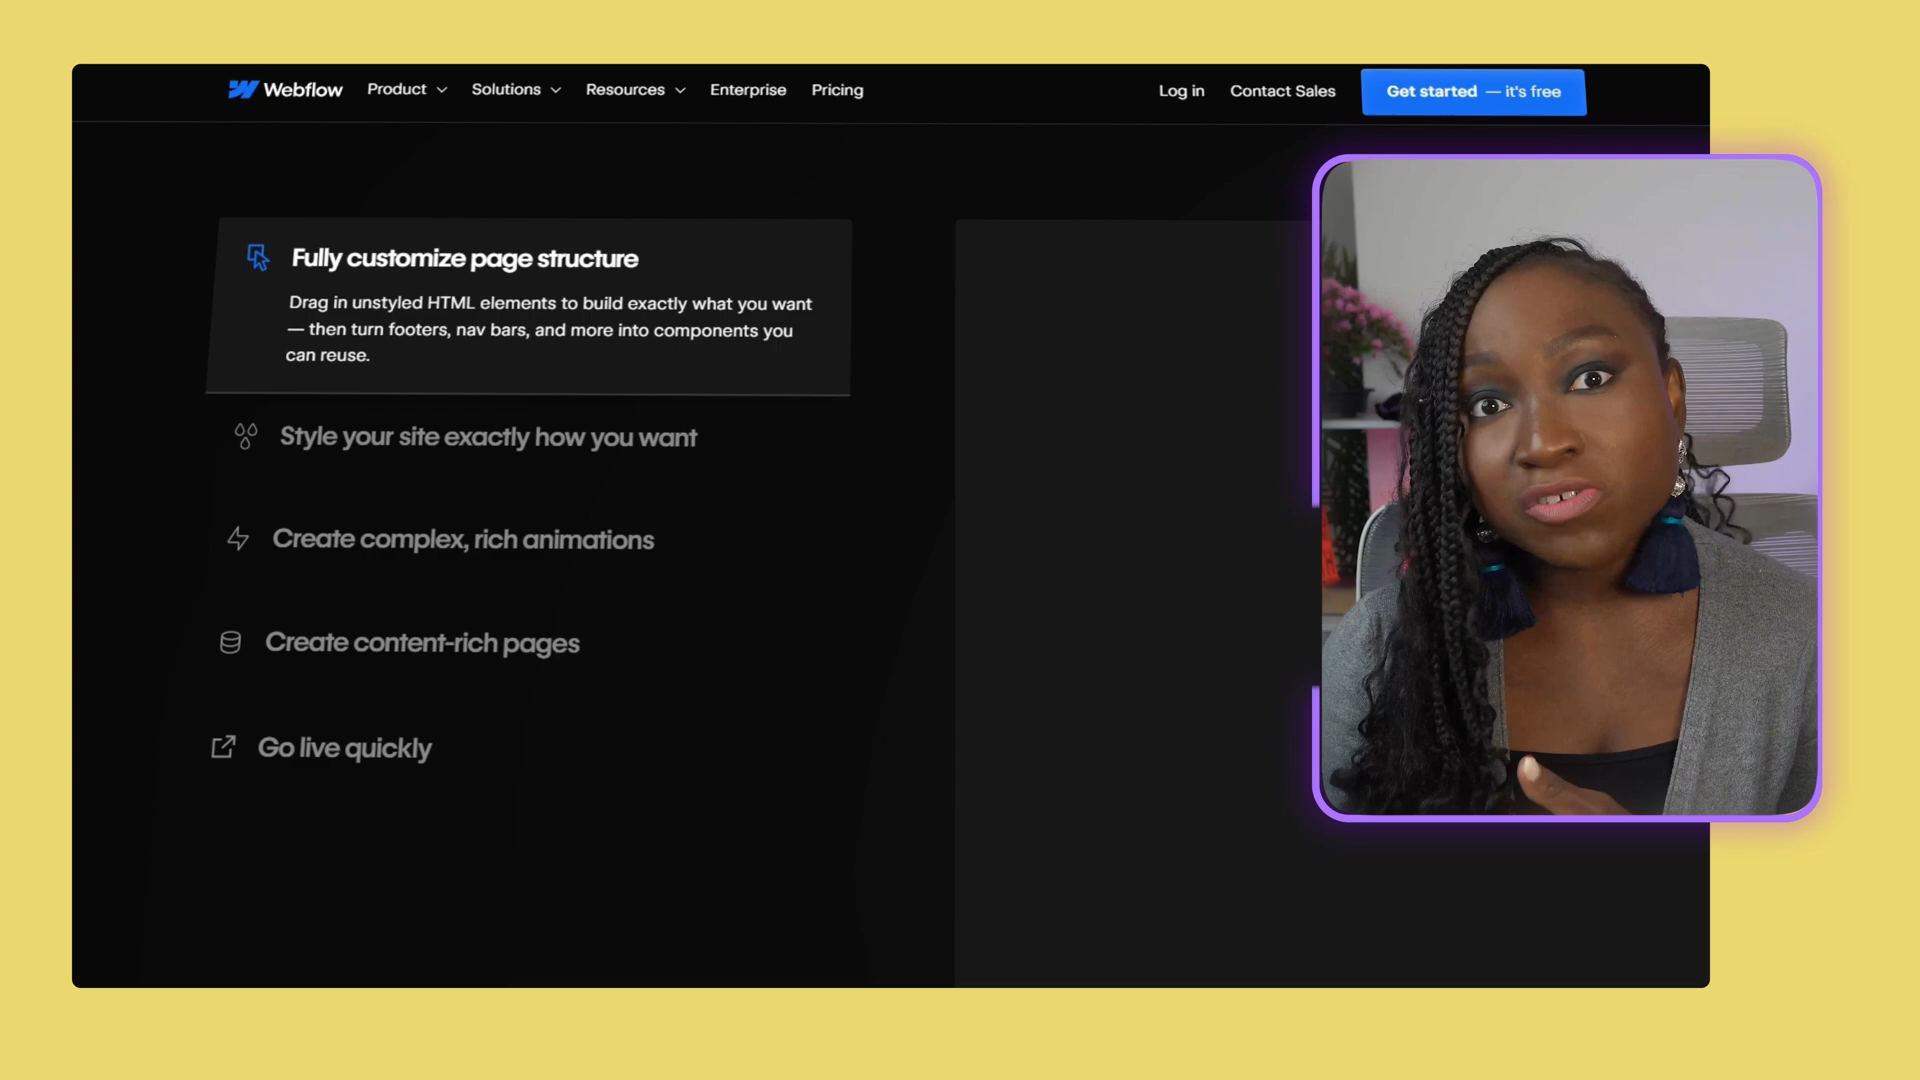 Webflow Product Solutions Resources Enterprise Pricing Log in Contact Sales Get started — it's free
Fully customize page structure
Drag in unstyled HTML elements to build exactly what you want
— then turn footers, nav bars, and more into components you
can reuse.
Style your site exactly how you want
Create complex, rich animations
Create content-rich pages
Go live quickly